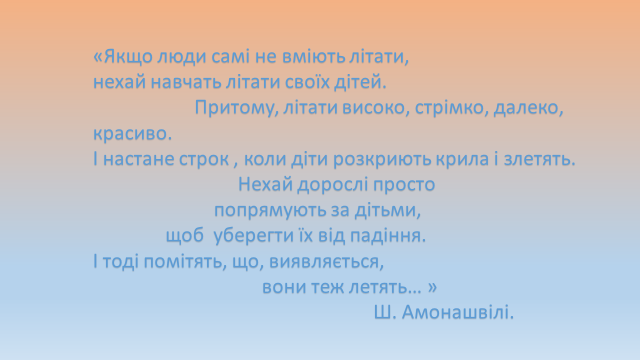 «Якщо люди самі не вміють літати,
нехай навчать літати своїх дітей.
Притому, літати високо, стрімко, далеко,
красиво.
І настане строк , коли діти розкриють крила і злетять.
Нехай дорослі просто
попрямують за дітьми,
щоб уберегти їх від падіння.
І тоді помітять, що, виявляється,
вони теж летять... »
Ш. Амонашвілі.